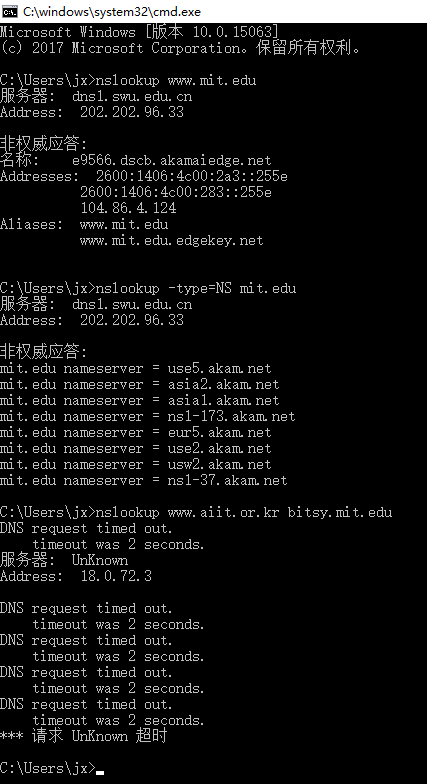 C:\windows\system32\cmd.exe
Microsoft Windows [版本 10.0.15063]
(c) 2017 Microsoft Corporation。保留所有权利。
C:\Users\jx>nslookup www.mit.edu
服务器:  dns1.swu.edu.cn
Address:  202.202.96.33
非权威应答:
名称:    e9566.dscb.akamaiedge.net
Addresses:  2600:1406:4c00:2a3::255e
          2600:1406:4c00:283::255e
          104.86.4.124
Aliases:  www.mit.edu
          www.mit.edu.edgekey.net
C:\Users\jx>nslookup -type=NS mit.edu
服务器:  dns1.swu.edu.cn
Address:  202.202.96.33
非权威应答:
mit.edu nameserver = use5.akam.net
mit.edu nameserver = asia2.akam.net
mit.edu nameserver = asia1.akam.net
mit.edu nameserver = ns1-173.akam.net
mit.edu nameserver = eur5.akam.net
mit.edu nameserver = use2.akam.net
mit.edu nameserver = usw2.akam.net
mit.edu nameserver = ns1-37.akam.net
C:\Users\jx>nslookup www.aiit.or.kr bitsy.mit.edu
DNS request timed out.
    timeout was 2 seconds.
服务器:  UnKnown
Address:  18.0.72.3
DNS request timed out.
    timeout was 2 seconds.
DNS request timed out.
    timeout was 2 seconds.
DNS request timed out.
    timeout was 2 seconds.
DNS request timed out.
    timeout was 2 seconds.
*** 请求 UnKnown 超时
C:\Users\jx>